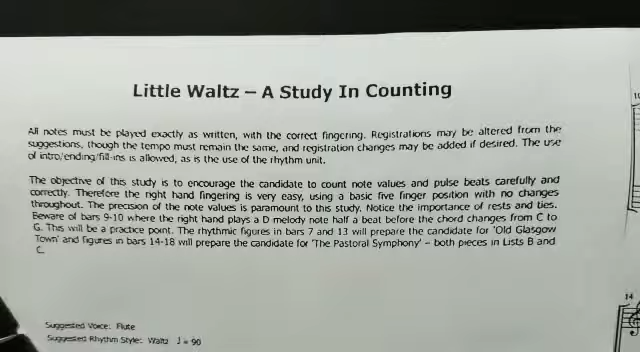 Little Waltz – A Study In Counting
All notes must be played exactly as written, with the correct fingering. Registrations may be altered from the
suggestions, though the tempo must remain the same, and registration changes may be added if desired. The use
of intro/ending/fill-ins is allowed, as is the use of the rhythm unit.
The objective of this study is to encourage the candidate to count note values and pulse beats carefully and
correctly. Therefore the right hand fingering is very easy, using a basic five finger position with no changes
throughout. The precision of the note values is paramount to this study. Notice the importance of rests and ties.
Beware of bars 9-10 where the right hand plays a D melody note half a beat before the chord changes from C to
G. This will be a practice point. The rhythmic figures in bars 7 and 13 will prepare the candidate for 'Old Glasgow
Town' and figures in bars 14-18 will prepare the candidate for 'The Pastoral Symphony' – both pieces in Lists B and
C.
Suggested Voice: Flute
Suggested Rhythm Style: Waltz ♩ = 90
14